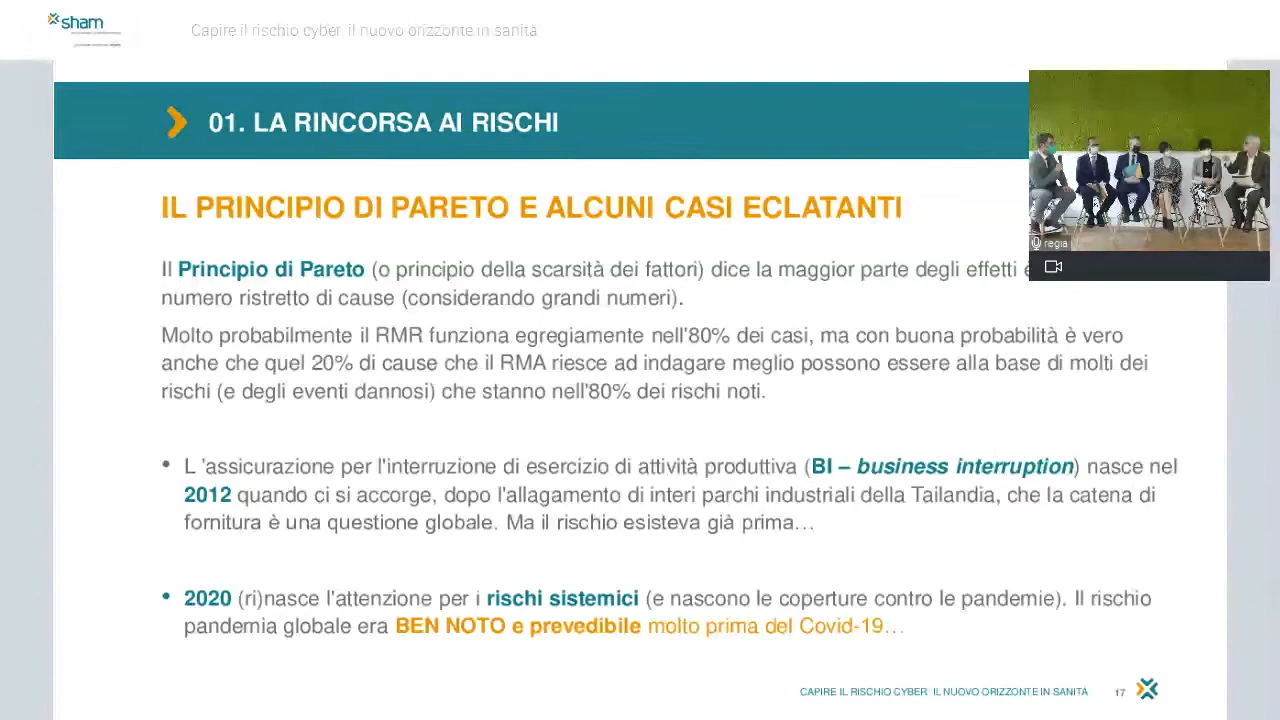 sham
Capire il rischio cyber il nuovo orizzonte in sanità
01. LA RINCORSA AI RISCHI
IL PRINCIPIO DI PARETO E ALCUNI CASI ECLATANTI
regia
Il Principio di Pareto (o principio della scarsità dei fattori) dice la maggior parte degli effetti è
numero ristretto di cause (considerando grandi numeri).
Molto probabilmente il RMR funziona egregiamente nell'80% dei casi, ma con buona probabilità è vero
anche che quel 20% di cause che il RMA riesce ad indagare meglio possono essere alla base di molti dei
rischi (e degli eventi dannosi) che stanno nell'80% dei rischi noti.
• L 'assicurazione per l'interruzione di esercizio di attività produttiva (BI – business interruption) nasce nel
2012 quando ci si accorge, dopo l'allagamento di interi parchi industriali della Tailandia, che la catena di
fornitura è una questione globale. Ma il rischio esisteva già prima…
• 2020 (ri)nasce l'attenzione per i rischi sistemici (e nascono le coperture contro le pandemie). Il rischio
pandemia globale era BEN NOTO e prevedibile molto prima del Covid-19…
CAPIRE IL RISCHIO CYBER IL NUOVO ORIZZONTE IN SANITÀ 17